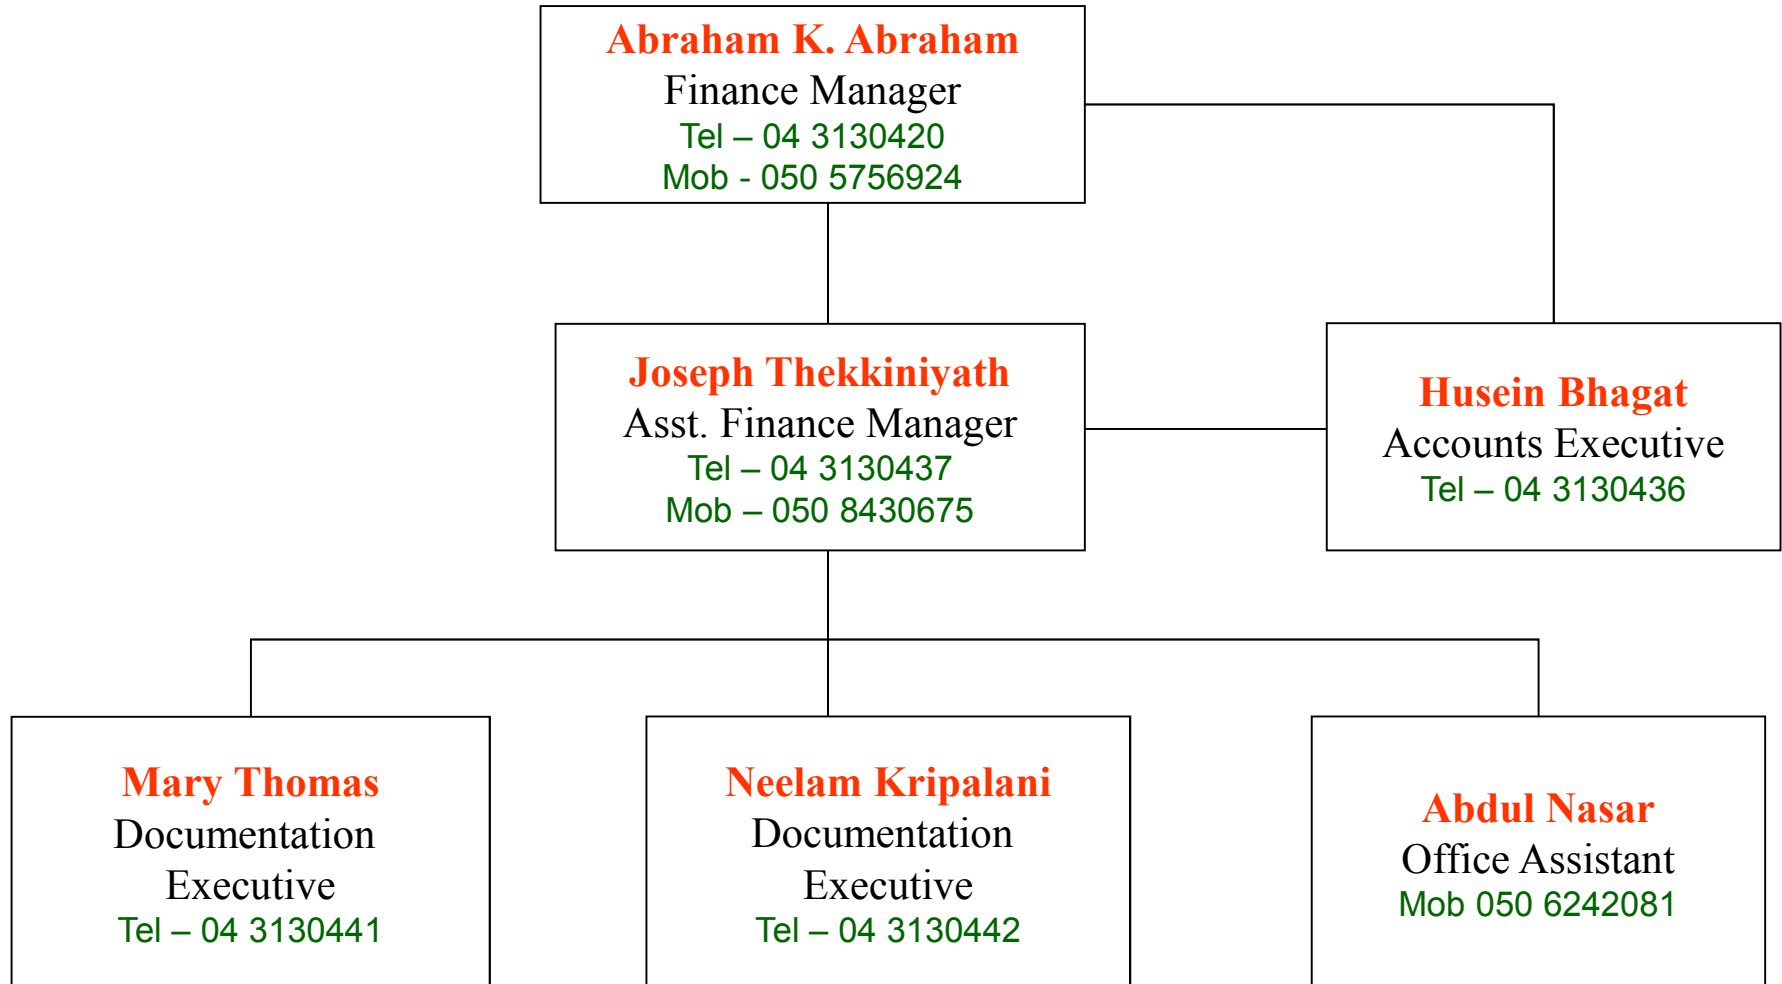 Abraham K. Abraham
Finance Manager
Tel – 04 3130420
Mob - 050 5756924
Joseph Thekkiniyath
Asst. Finance Manager
Tel – 04 3130437
Mob – 050 8430675
Husein Bhagat
Accounts Executive
Tel – 04 3130436
Mary Thomas
Documentation
Executive
Tel – 04 3130441
Neelam Kripalani
Documentation
Executive
Tel – 04 3130442
Abdul Nasar
Office Assistant
Mob 050 6242081